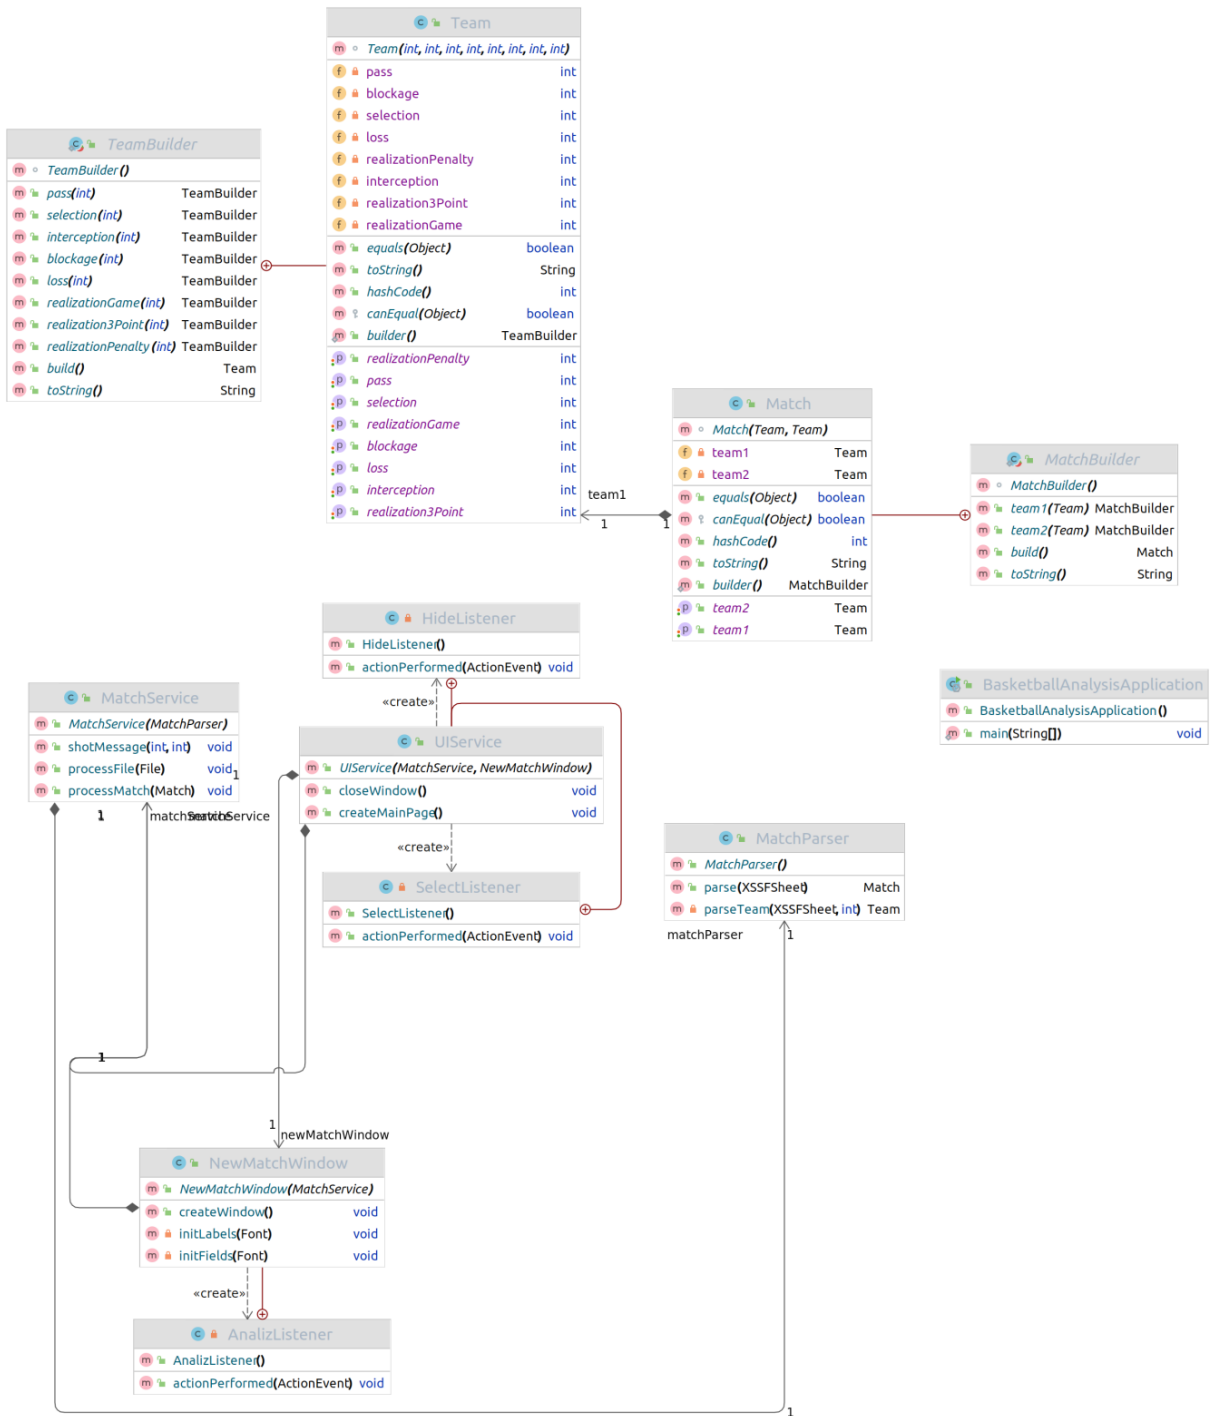 Team
Team(int, int, int, int, int, int, int, int)
pass int
blockage int
selection int
loss int
realizationPenalty int
interception int
realization3Point int
realizationGame int
equals(Object) boolean
toString() String
hashCode() int
canEqual(Object) boolean
builder() TeamBuilder
realizationPenalty int
pass int
selection int
realizationGame int
blockage int
loss int
interception int
realization3Point int
TeamBuilder
TeamBuilder()
pass(int) TeamBuilder
selection(int) TeamBuilder
interception(int) TeamBuilder
blockage(int) TeamBuilder
loss(int) TeamBuilder
realizationGame(int) TeamBuilder
realization3Point(int) TeamBuilder
realizationPenalty(int) TeamBuilder
build() Team
toString() String
team1
1
1
Match
Match(Team, Team)
team1 Team
team2 Team
equals(Object) boolean
canEqual(Object) boolean
hashCode() int
toString() String
builder() MatchBuilder
team2 Team
team1 Team
MatchBuilder
MatchBuilder()
team1(Team) MatchBuilder
team2(Team) MatchBuilder
build() Match
toString() String
HideListener
HideListener()
actionPerformed(ActionEvent) void
«create»
MatchService
MatchService(MatchParser)
shotMessage(int, int) void
processFile(File) void
processMatch(Match) void
1
1
1
matchService
UIService
UIService(MatchService, NewMatchWindow)
closeWindow() void
createMainPage() void
«create»
SelectListener
SelectListener()
actionPerformed(ActionEvent) void
BasketballAnalysisApplication
BasketballAnalysisApplication()
main(String[]) void
MatchParser
MatchParser()
parse(XSSFSheet) Match
parseTeam(XSSFSheet, int) Team
matchParser
1
1
1
newMatchWindow
NewMatchWindow
NewMatchWindow(MatchService)
createWindow() void
initLabels(Font) void
initFields(Font) void
«create»
AnalizListener
AnalizListener()
actionPerformed(ActionEvent) void
1